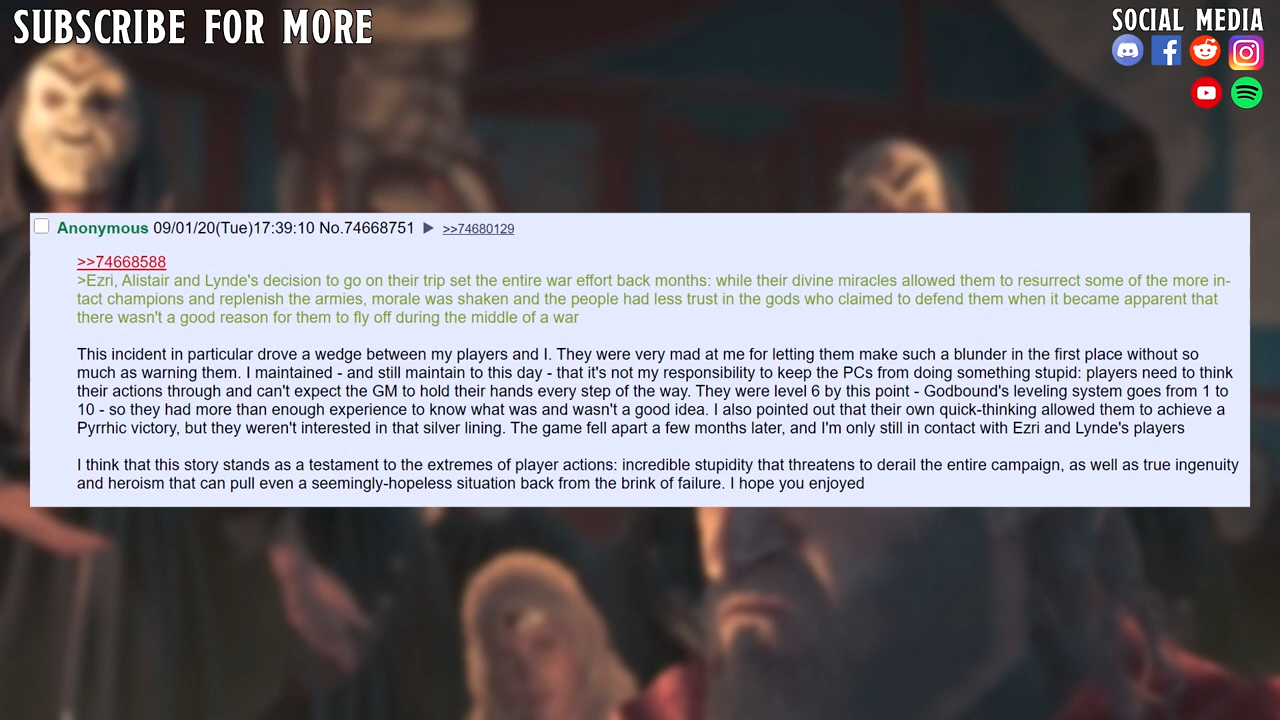 SUBSCRIBE FOR MORE
SOCIAL MEDIA
Anonymous 09/01/20(Tue)17:39:10 No.74668751 ▶ >>74680129
>>74668588
>Ezri, Alistair and Lynde's decision to go on their trip set the entire war effort back months: while their divine miracles allowed them to resurrect some of the more in-
tact champions and replenish the armies, morale was shaken and the people had less trust in the gods who claimed to defend them when it became apparent that
there wasn't a good reason for them to fly off during the middle of a war
This incident in particular drove a wedge between my players and I. They were very mad at me for letting them make such a blunder in the first place without so
much as warning them. I maintained - and still maintain to this day - that it's not my responsibility to keep the PCs from doing something stupid: players need to think
their actions through and can't expect the GM to hold their hands every step of the way. They were level 6 by this point - Godbound's leveling system goes from 1 to
10 - so they had more than enough experience to know what was and wasn't a good idea. I also pointed out that their own quick-thinking allowed them to achieve a
Pyrrhic victory, but they weren't interested in that silver lining. The game fell apart a few months later, and I'm only still in contact with Ezri and Lynde's players
I think that this story stands as a testament to the extremes of player actions: incredible stupidity that threatens to derail the entire campaign, as well as true ingenuity
and heroism that can pull even a seemingly-hopeless situation back from the brink of failure. I hope you enjoyed